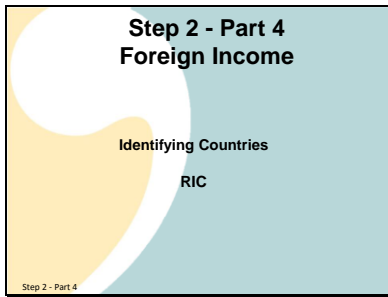 Step 2 - Part 4
Foreign Income
Identifying Countries
RIC
Step 2 - Part 4